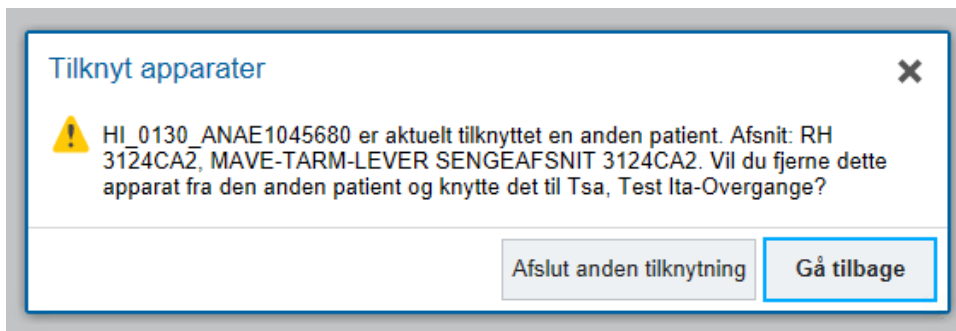 Tilknyt apparater
HI_0130_ANAE1045680 er aktuelt tilknyttet en anden patient. Afsnit: RH
3124CA2, MAVE-TARM-LEVER SENGEAFSNIT 3124CA2. Vil du fjerne dette
apparat fra den anden patient og knytte det til Tsa, Test Ita-Overgange?
Afslut anden tilknytning
Gå tilbage